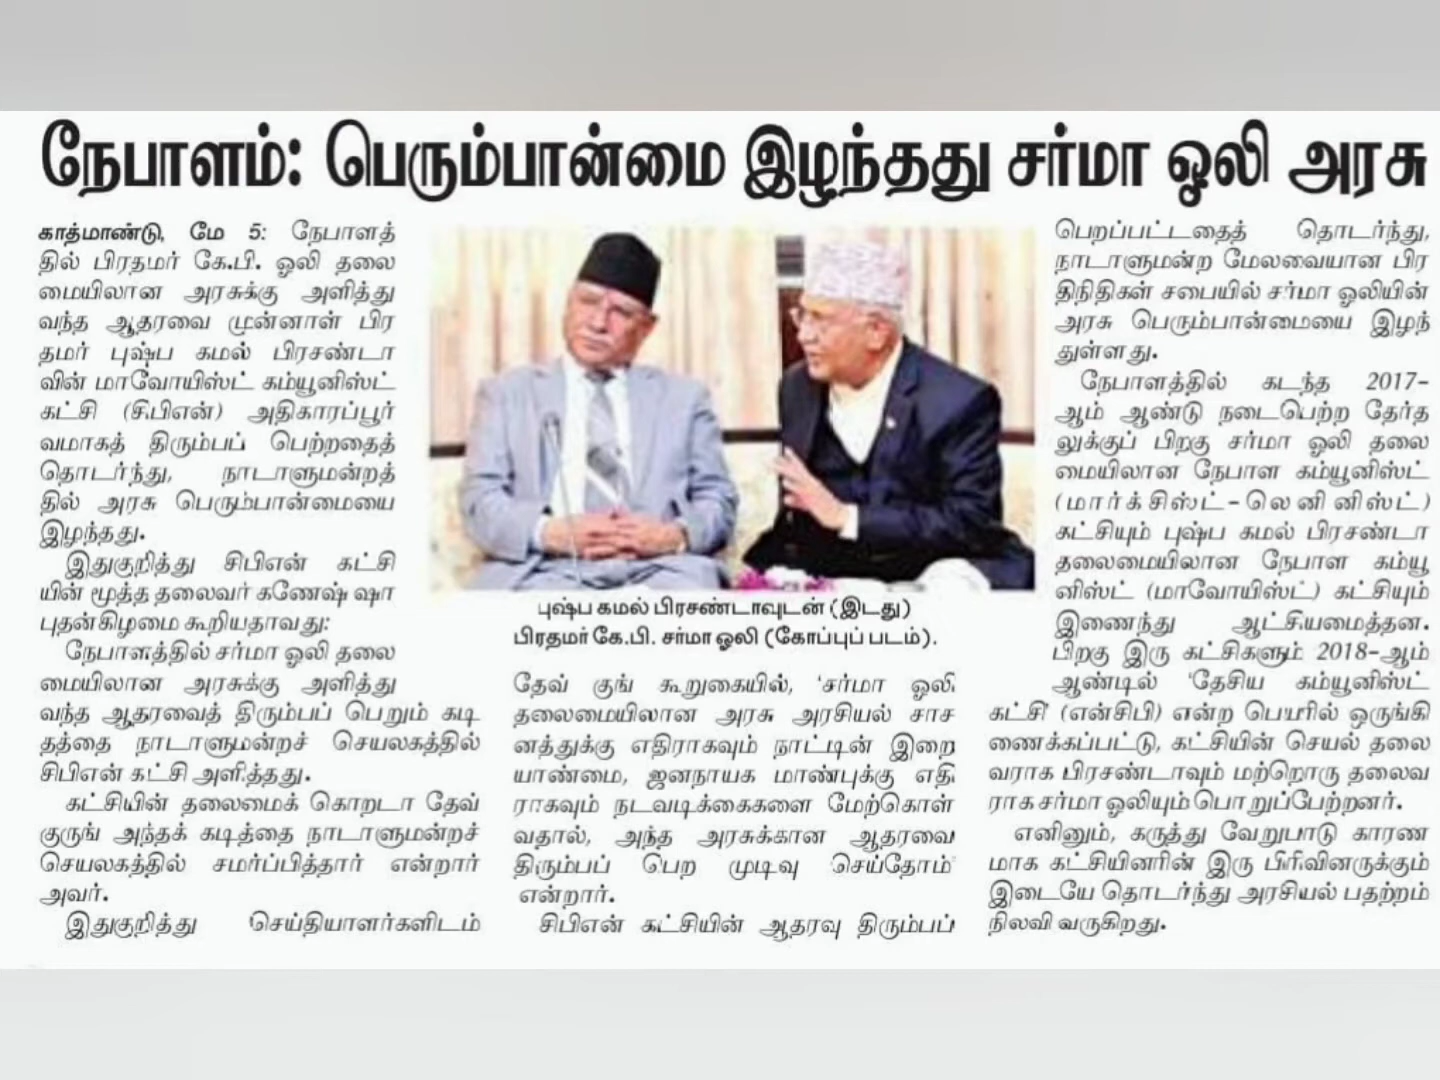 நேபாளம்: பெரும்பான்மை இழந்தது சர்மா ஒலி அரசு
காத்மாண்டு, மே 5: நேபாளத்
தில் பிரதமர் கே.பி. ஓலி தலை
மையிலான அரசுக்கு அளித்து
வந்த ஆதரவை முன்னாள் பிர
தமர் புஷ்ப கமல் பிரசண்டா
வின் மாவோயிஸ்ட் கம்யூனிஸ்ட்
கட்சி (சிபிஎன்) அதிகாரப்பூர்
வமாகத் திரும்பப் பெற்றதைத்
தொடர்ந்து, நாடாளுமன்றத்
தில் அரசு பெரும்பான்மையை
இழந்தது.
இதுகுறித்து சிபிஎன் கட்சி
யின் மூத்த தலைவர் கணேஷ் ஷா
புதன்கிழமை கூறியதாவது:
நேபாளத்தில் சர்மா ஓலி தலை
மையிலான அரசுக்கு அளித்து
வந்த ஆதரவைத் திரும்பப் பெறும் கடி
தத்தை நாடாளுமன்றச் செயலகத்தில்
சிபிஎன் கட்சி அளித்தது.
கட்சியின் தலைமைக் கொறடா தேவ்
குருங் அந்தக் கடித்தை நாடாளுமன்றச்
செயலகத்தில் சமர்ப்பித்தார் என்றார்
அவர்.
இதுகுறித்து செய்தியாளர்களிடம்
புஷ்ப கமல் பிரசண்டாவுடன் (இடது)
பிரதமர் கே.பி. சர்மா ஓலி (கோப்புப் படம்).
தேவ் குங் கூறுகையில், 'சர்மா ஓலி
தலைமையிலான அரசு அரசியல் சாச
னத்துக்கு எதிராகவும் நாட்டின் இறை
யாண்மை, ஜனநாயக மாண்புக்கு எதி
ராகவும் நடவடிக்கைகளை மேற்கொள்
வதால், அந்த அரசுக்கான ஆதரவை
திரும்பப் பெற முடிவு செய்தோம்'
என்றார்.
சிபிஎன் கட்சியின் ஆதரவு திரும்பப்
பெறப்பட்டதைத் தொடர்ந்து,
நாடாளுமன்ற மேலவையான பிர
திநிதிகள் சபையில் சர்மா ஓலியின்
அரசு பெரும்பான்மையை இழந்
துள்ளது.
நேபாளத்தில் கடந்த 2017-
ஆம் ஆண்டு நடைபெற்ற தேர்த
லுக்குப் பிறகு சர்மா ஓலி தலை
மையிலான நேபாள கம்யூனிஸ்ட்
(மார்க்சிஸ்ட்-லெனினிஸ்ட்)
கட்சியும் புஷ்ப கமல் பிரசண்டா
தலைமையிலான நேபாள கம்யூ
னிஸ்ட் (மாவோயிஸ்ட்) கட்சியும்
இணைந்து ஆட்சியமைத்தன.
பிறகு இரு கட்சிகளும் 2018-ஆம்
ஆண்டில் 'தேசிய கம்யூனிஸ்ட்
கட்சி' (என்சிபி) என்ற பெயரில் ஒருங்கி
ணைக்கப்பட்டு, கட்சியின் செயல் தலை
வராக பிரசண்டாவும் மற்றொரு தலைவ
ராக சர்மா ஓலியும் பொறுப்பேற்றனர்.
எனினும், கருத்து வேறுபாடு காரண
மாக கட்சியினரின் இரு பிரிவினருக்கும்
இடையே தொடர்ந்து அரசியல் பதற்றம்
நிலவி வருகிறது.